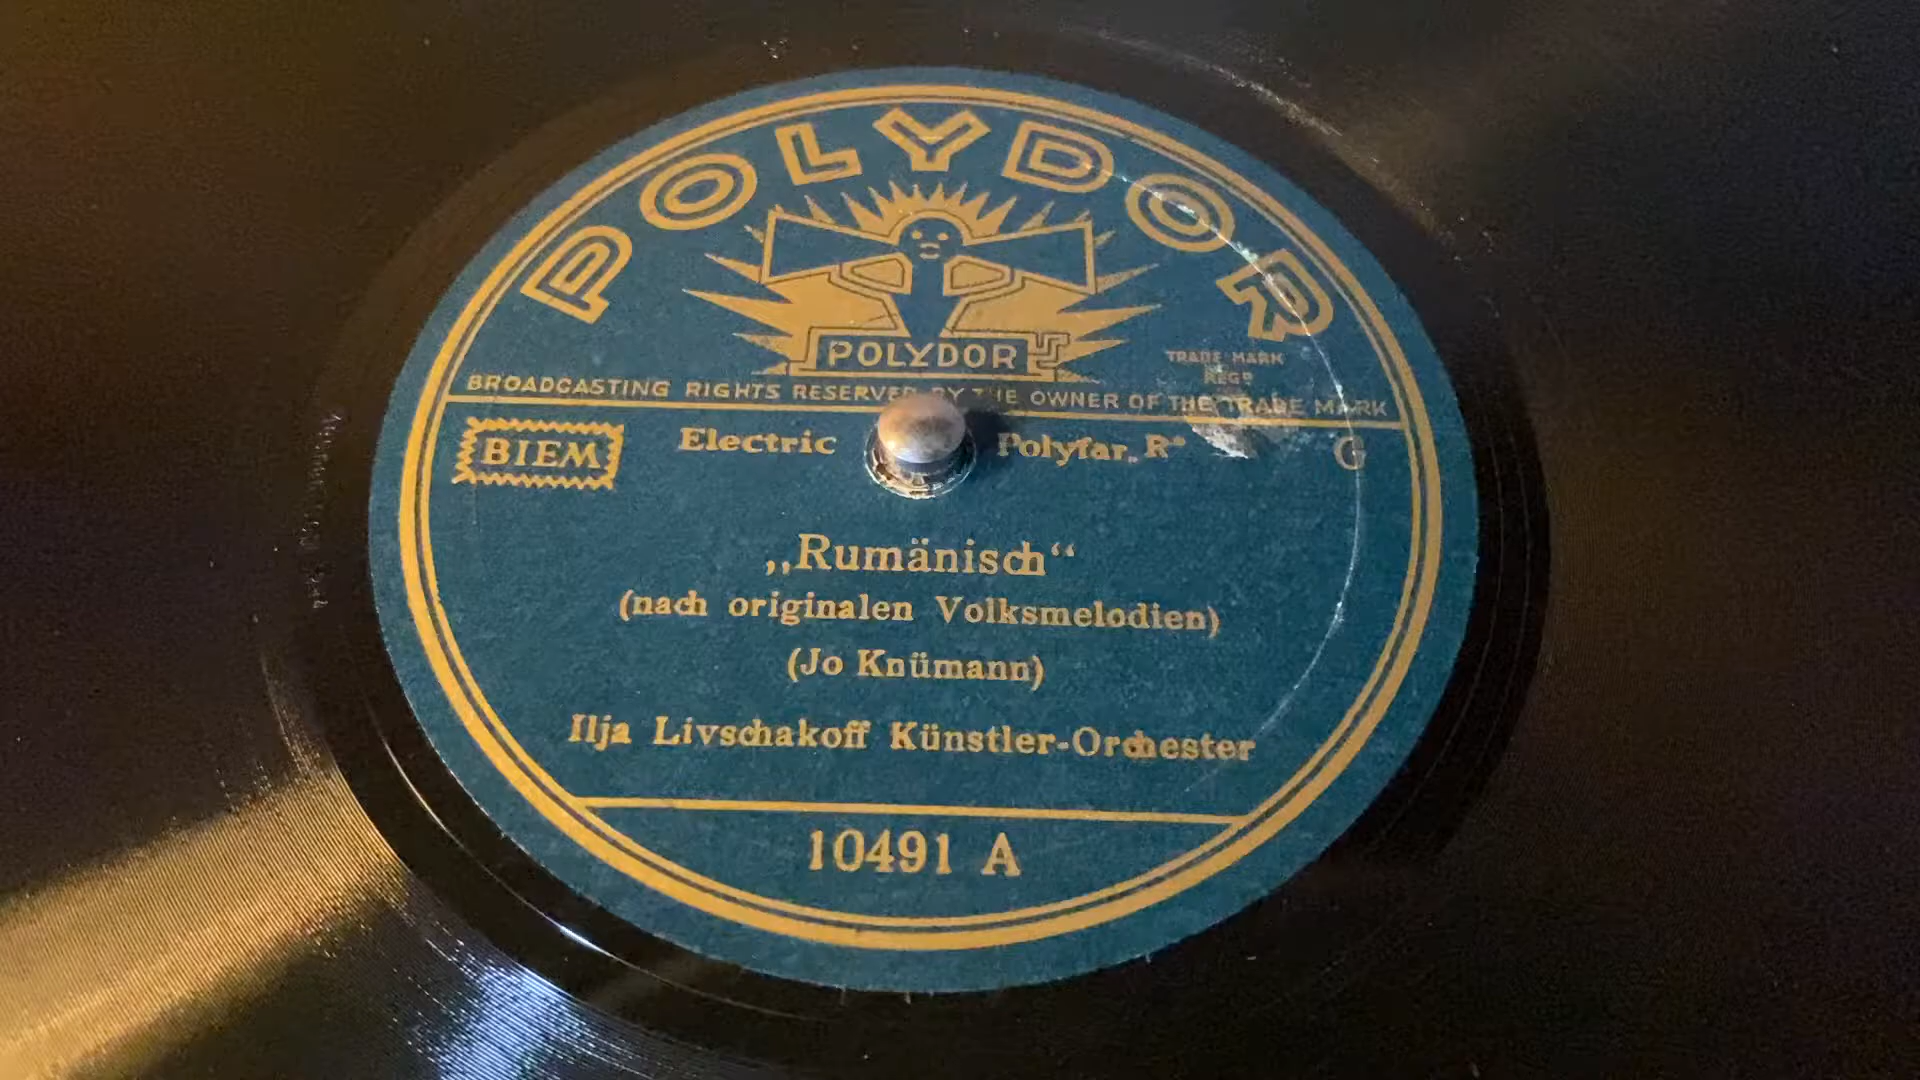 POLYDOR
POLYDOR
TRADE MARK
REGD
BROADCASTING RIGHTS RESERVED BY THE OWNER OF THE TRADE MARK
BIEM Electric Polyfar „R“ G
„Rumänisch“
(nach originalen Volksmelodien)
(Jo Knümann)
Ilja Livschakoff Künstler-Orchester
10491 A